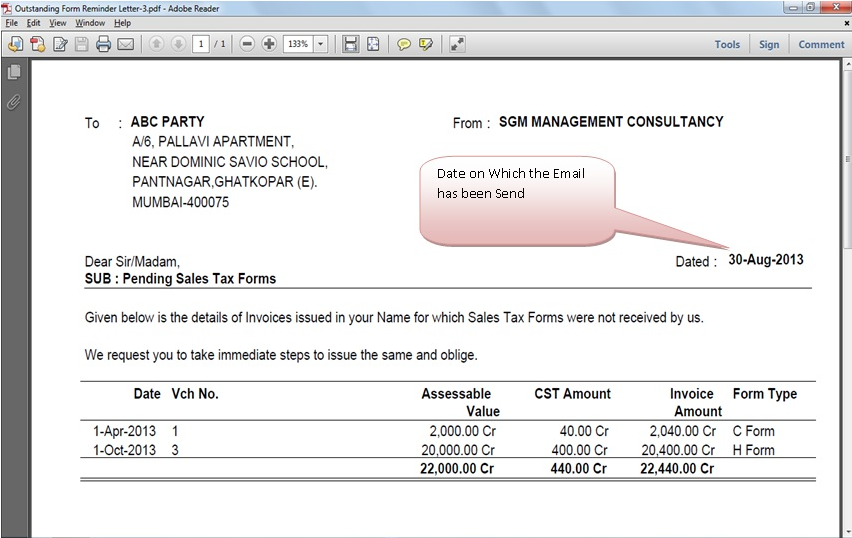 Outstanding Form Reminder Letter-3.pdf - Adobe Reader
File Edit View Window Help
1 / 1 133% Tools Sign Comment
To : ABC PARTY From : SGM MANAGEMENT CONSULTANCY
A/6, PALLAVI APARTMENT,
NEAR DOMINIC SAVIO SCHOOL,
PANTNAGAR,GHATKOPAR (E).
MUMBAI-400075
Date on Which the Email
has been Send
Dear Sir/Madam, Dated : 30-Aug-2013
SUB : Pending Sales Tax Forms
Given below is the details of Invoices issued in your Name for which Sales Tax Forms were not received by us.
We request you to take immediate steps to issue the same and oblige.
Date Vch No. Assessable CST Amount Invoice Form Type
Value Amount
1-Apr-2013 1 2,000.00 Cr 40.00 Cr 2,040.00 Cr C Form
1-Oct-2013 3 20,000.00 Cr 400.00 Cr 20,400.00 Cr H Form
22,000.00 Cr 440.00 Cr 22,440.00 Cr